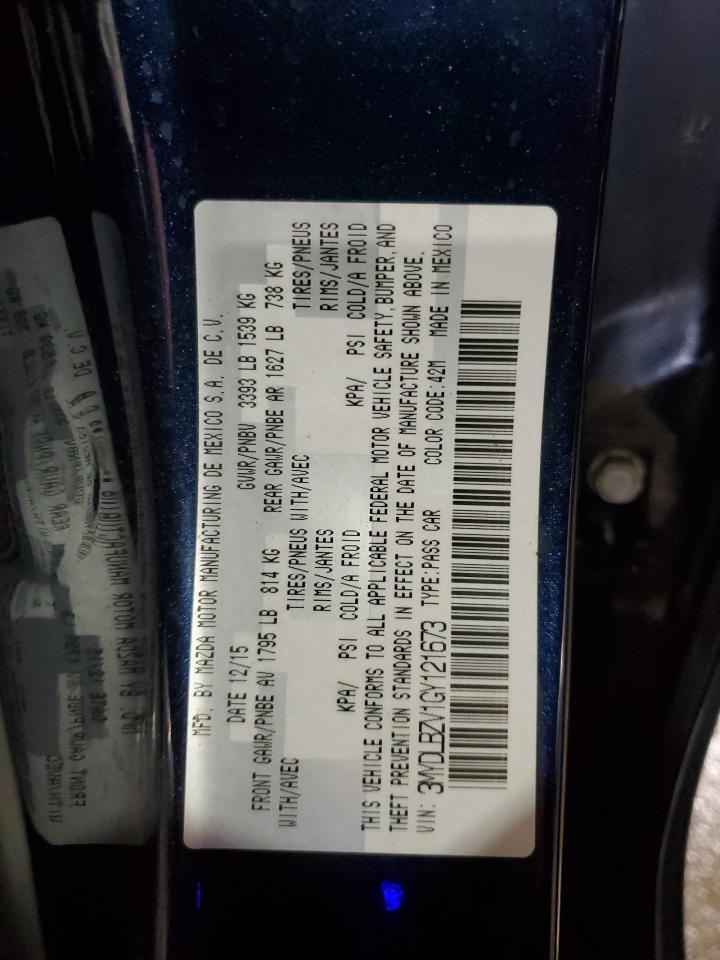 MFD. BY MAZDA MOTOR MANUFACTURING DE MEXICO S.A. DE C.V.
DATE 12/15 GVWR/PNBV 3393 LB 1539 KG
FRONT GAWR/PNBE AV 1795 LB 814 KG REAR GAWR/PNBE AR 1627 LB 738 KG
WITH/AVEC TIRES/PNEUS WITH/AVEC TIRES/PNEUS
RIMS/JANTES RIMS/JANTES
KPA/ PSI COLD/A FROID KPA/ PSI COLD/A FROID
THIS VEHICLE CONFORMS TO ALL APPLICABLE FEDERAL MOTOR VEHICLE SAFETY, BUMPER, AND
THEFT PREVENTION STANDARDS IN EFFECT ON THE DATE OF MANUFACTURE SHOWN ABOVE.
VIN: 3MYDLBZV1GY121673 TYPE:PASS CAR COLOR CODE:42M MADE IN MEXICO